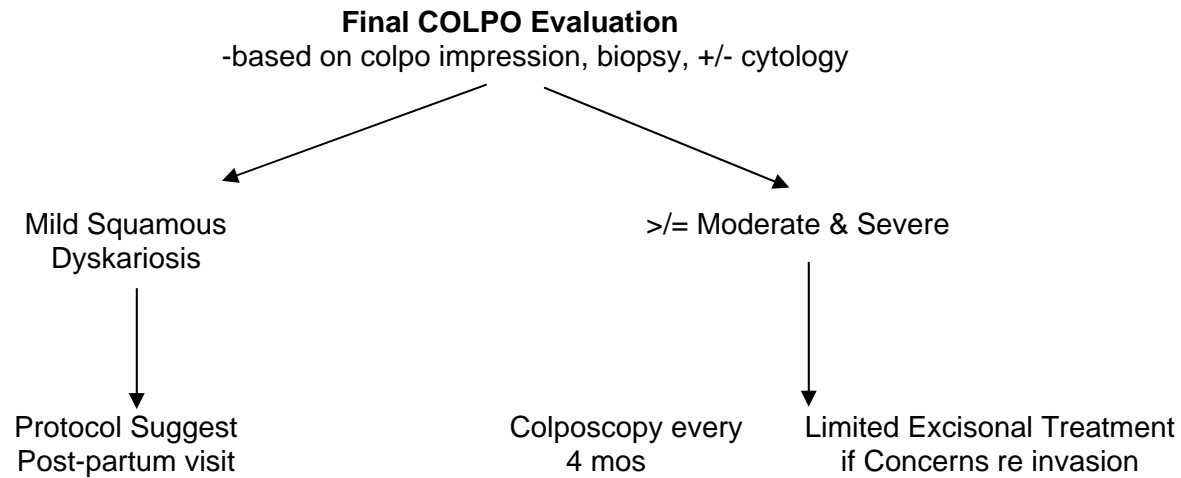 Final COLPO Evaluation
-based on colpo impression, biopsy, +/- cytology
Mild Squamous
Dyskariosis
>/= Moderate & Severe
Protocol Suggest
Post-partum visit
Colposcopy every
4 mos
Limited Excisonal Treatment
if Concerns re invasion